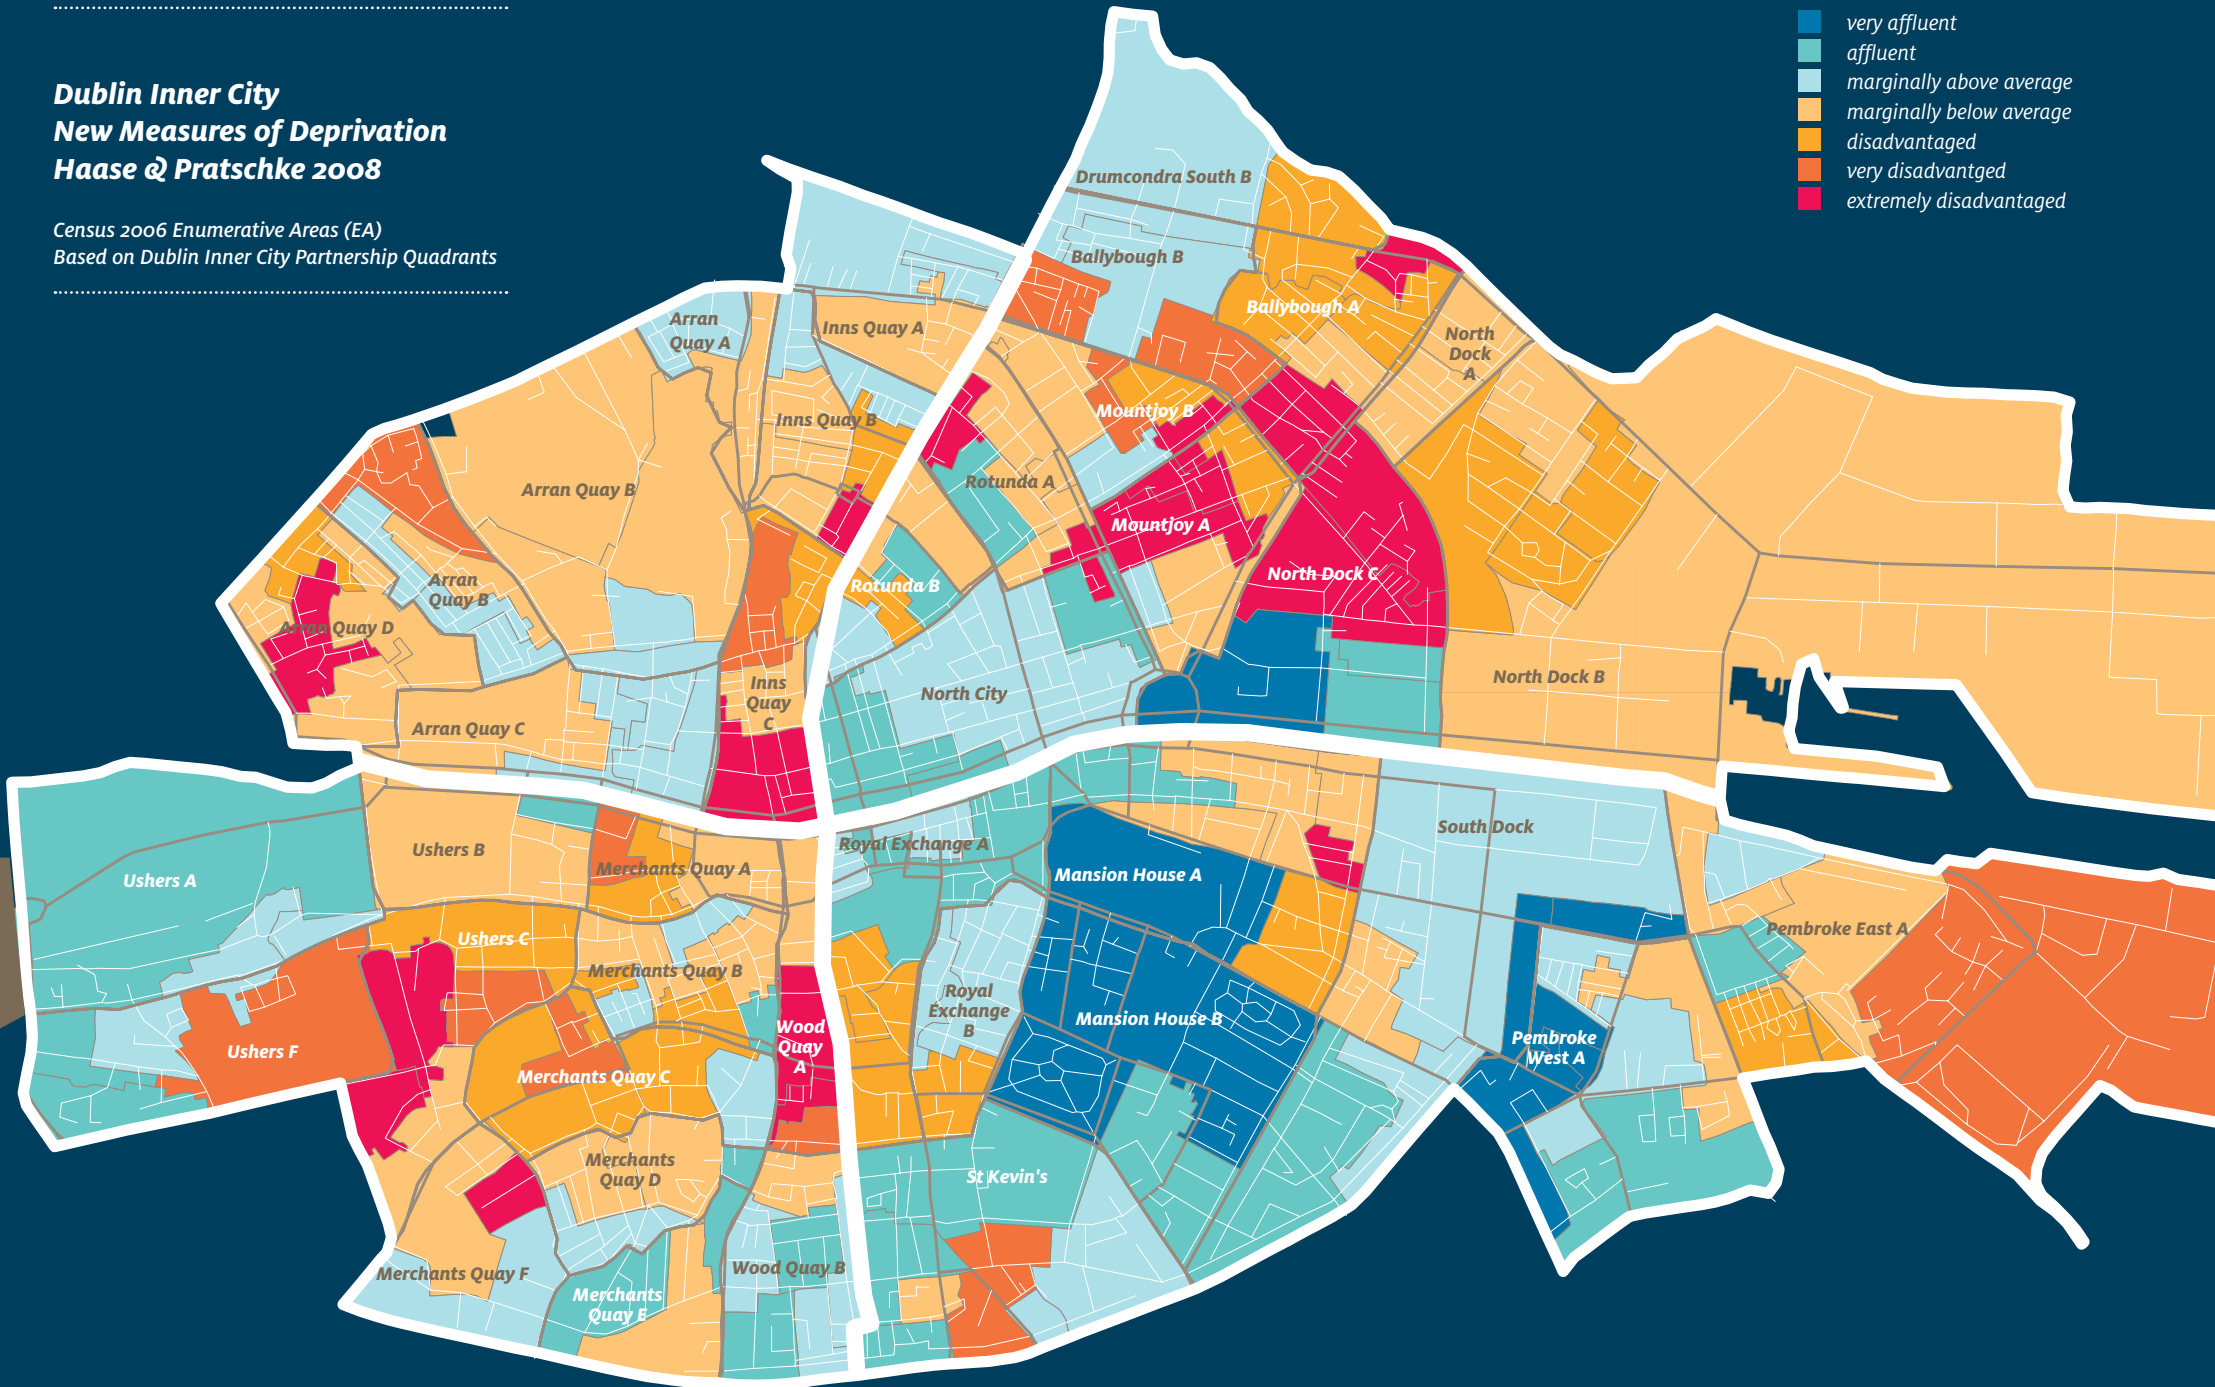 Dublin Inner City
New Measures of Deprivation
Haase & Pratschke 2008
Census 2006 Enumerative Areas (EA)
Based on Dublin Inner City Partnership Quadrants
very affluent
affluent
marginally above average
marginally below average
disadvantaged
very disadvantged
extremely disadvantaged
Drumcondra South B
Ballybough B
Ballybough A
Arran
Quay A
Inns Quay A
North
Dock
A
Mountjoy B
Inns Quay B
Rotunda A
Arran Quay B
Mountjoy A
North Dock C
Arran
Quay B
Rotunda B
Arran Quay D
North Dock B
North City
Inns
Quay
C
Arran Quay C
South Dock
Royal Exchange A
Ushers B
Merchants Quay A
Mansion House A
Ushers A
Pembroke East A
Ushers C
Merchants Quay B
Royal
Exchange
B
Mansion House B
Wood
Quay
A
Pembroke
West A
Ushers F
Merchants Quay C
Merchants
Quay D
St Kevin's
Wood Quay B
Merchants Quay F
Merchants
Quay E